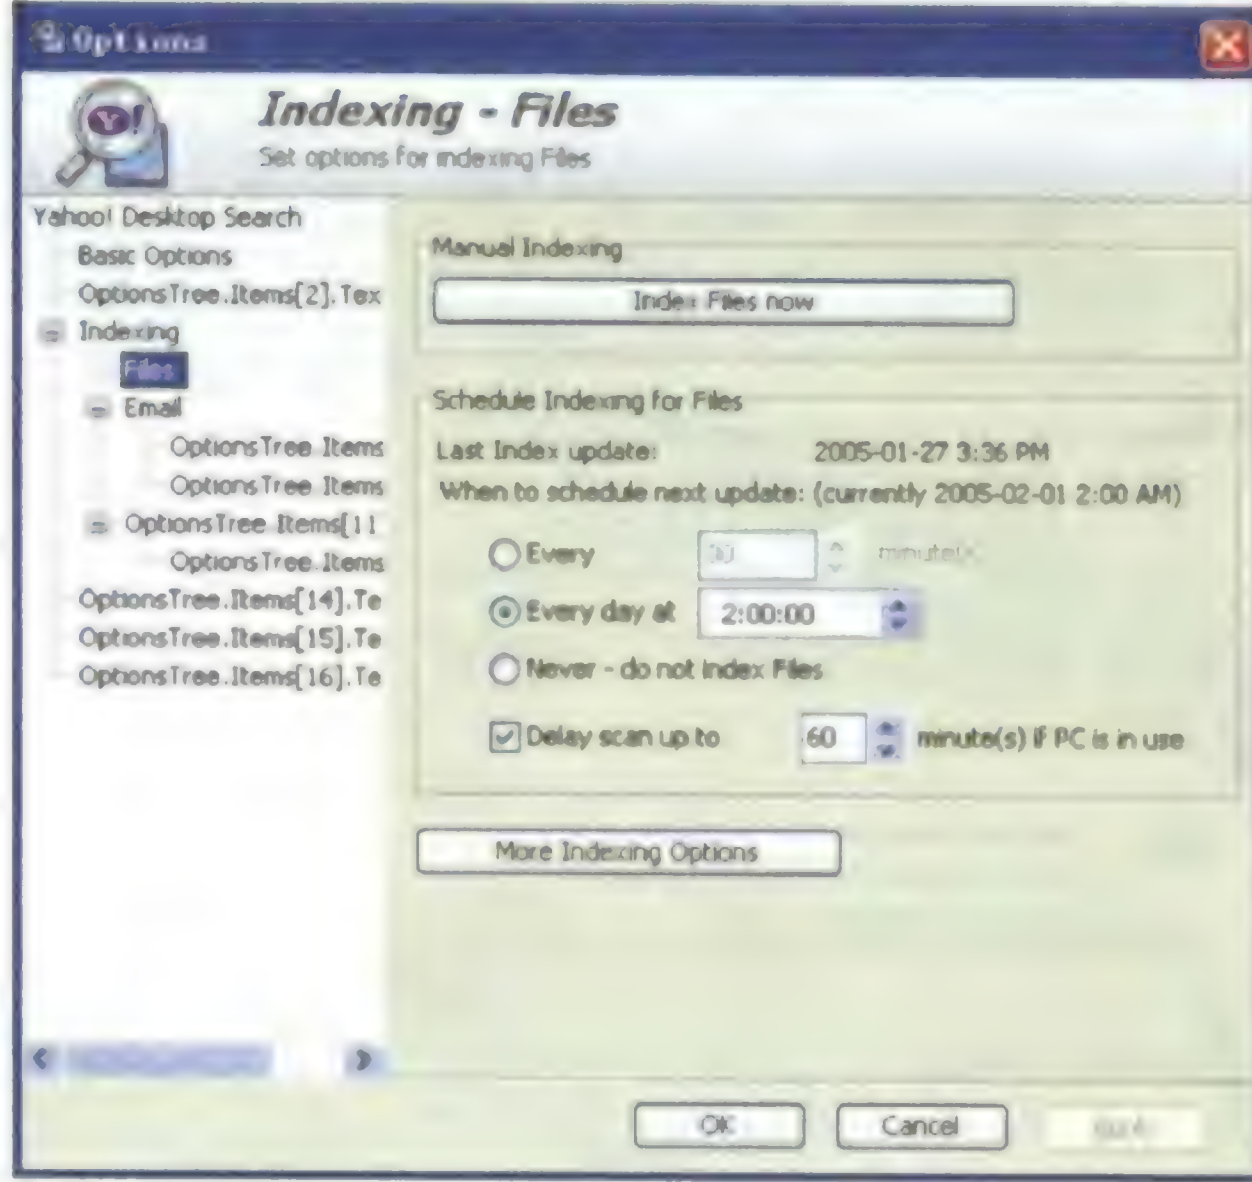 Options
Y!
Indexing - Files
Set options for indexing Files
Yahoo! Desktop Search
Basic Options
OptionsTree.Items[2].Tex
Indexing
Files
Email
OptionsTree.Items
OptionsTree.Items
OptionsTree.Items[11
OptionsTree.Items
OptionsTree.Items[14].Te
OptionsTree.Items[15].Te
OptionsTree.Items[16].Te
Manual Indexing
Index Files now
Schedule Indexing for Files
Last Index update: 2005-01-27 3:36 PM
When to schedule next update: (currently 2005-02-01 2:00 AM)
Every 30 minute(s)
Every day at 2:00:00
Never - do not index Files
Delay scan up to 60 minute(s) if PC is in use
More Indexing Options
OK
Cancel